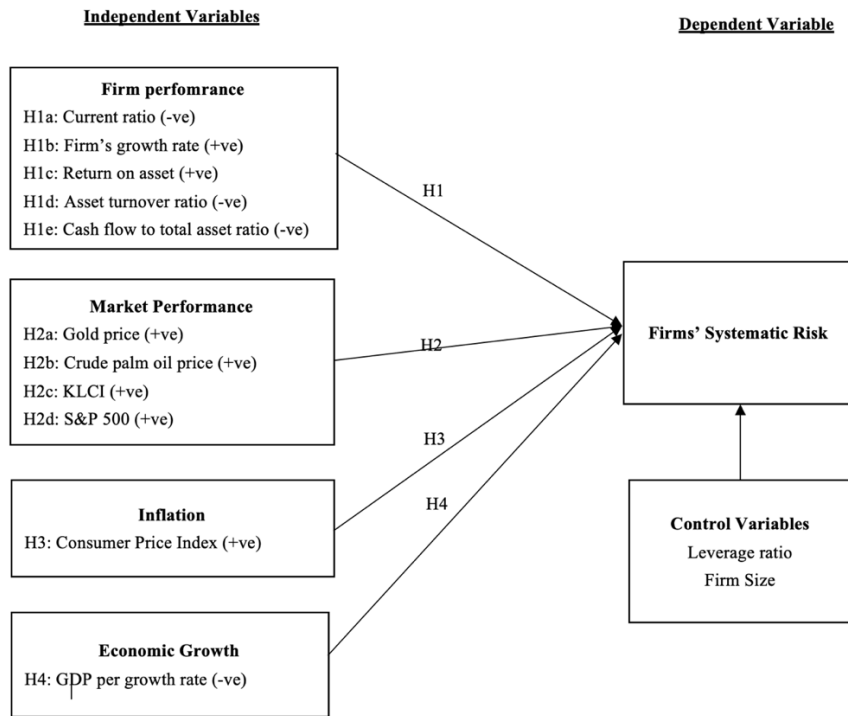 Independent Variables
Dependent Variable
Firm perfomrance
H1a: Current ratio (-ve)
H1b: Firm's growth rate (+ve)
H1c: Return on asset (+ve)
H1d: Asset turnover ratio (-ve)
H1e: Cash flow to total asset ratio (-ve)
H1
Market Performance
H2a: Gold price (+ve)
H2b: Crude palm oil price (+ve)
H2c: KLCI (+ve)
H2d: S&P 500 (+ve)
H2
Firms' Systematic Risk
H3
Inflation
H3: Consumer Price Index (+ve)
H4
Control Variables
Leverage ratio
Firm Size
Economic Growth
H4: GDP per growth rate (-ve)